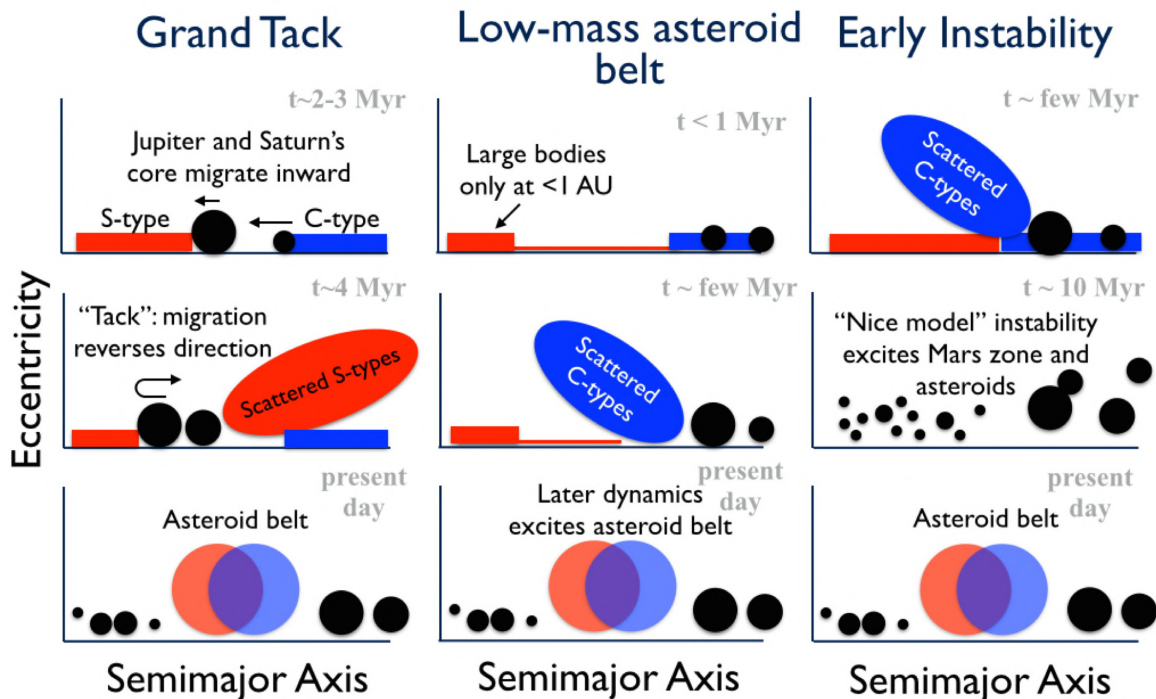 Grand Tack
Low-mass asteroid
belt
Early Instability
t~2-3 Myr
Jupiter and Saturn's
core migrate inward
S-type
C-type
t < 1 Myr
Large bodies
only at <1 AU
t ~ few Myr
Scattered
C-types
Eccentricity
t~4 Myr
"Tack": migration
reverses direction
Scattered S-types
t ~ few Myr
Scattered
C-types
t ~ 10 Myr
"Nice model" instability
excites Mars zone and
asteroids
present
day
Asteroid belt
present
day
Later dynamics
excites asteroid belt
present
day
Asteroid belt
Semimajor Axis
Semimajor Axis
Semimajor Axis